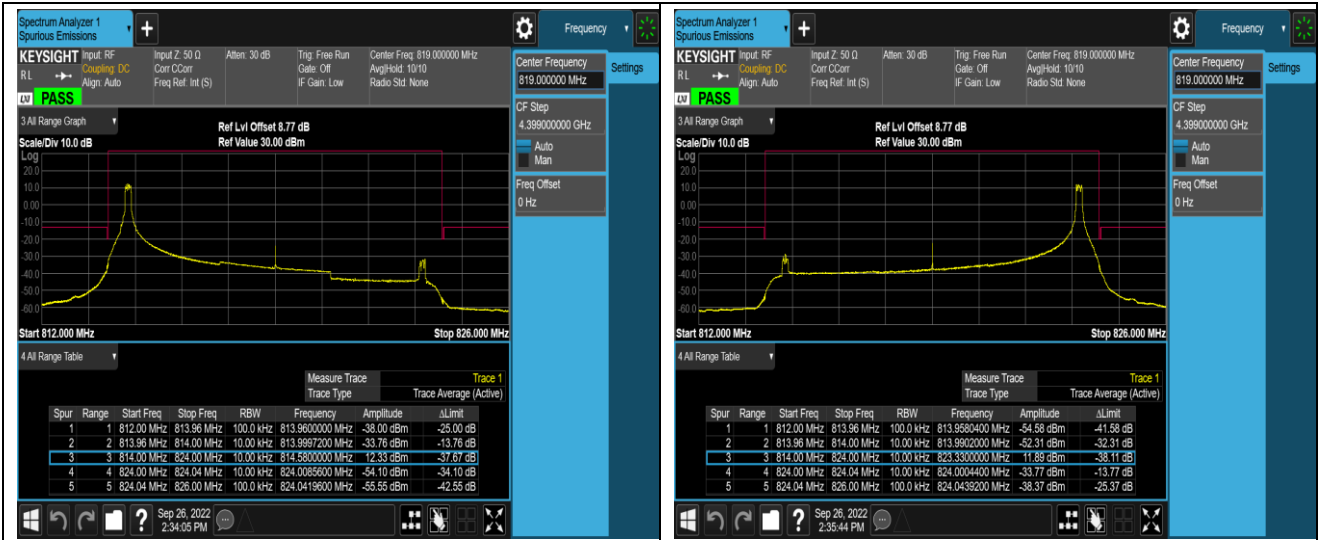 Spectrum Analyzer 1
Spurious Emissions
+
Frequency
KEYSIGHT Input: RF Input Z: 50 Ω Atten: 30 dB Trig: Free Run Center Freq: 819.000000 MHz
RL Coupling: DC Corr CCorr Gate: Off Avg|Hold: 10/10
Align: Auto Freq Ref: Int (S) IF Gain: Low Radio Std: None
LXI PASS
3 All Range Graph
Ref Lvl Offset 8.77 dB
Scale/Div 10.0 dB Ref Value 30.00 dBm
Log
20.0
10.0
0.00
-10.0
-20.0
-30.0
-40.0
-50.0
-60.0
Start 812.000 MHz Stop 826.000 MHz
4 All Range Table
Measure Trace Trace 1
Trace Type Trace Average (Active)
Spur Range Start Freq Stop Freq RBW Frequency Amplitude ΔLimit
1 1 812.00 MHz 813.96 MHz 100.0 kHz 813.9600000 MHz -38.00 dBm -25.00 dB
2 2 813.96 MHz 814.00 MHz 10.00 kHz 813.9997200 MHz -33.76 dBm -13.76 dB
3 3 814.00 MHz 824.00 MHz 10.00 kHz 814.5800000 MHz 12.33 dBm -37.67 dB
4 4 824.00 MHz 824.04 MHz 10.00 kHz 824.0085600 MHz -54.10 dBm -34.10 dB
5 5 824.04 MHz 826.00 MHz 100.0 kHz 824.0419600 MHz -55.55 dBm -42.55 dB
Sep 26, 2022
2:34:05 PM
Center Frequency
819.000000 MHz
Settings
CF Step
4.399000000 GHz
Auto
Man
Freq Offset
0 Hz
Spectrum Analyzer 1
Spurious Emissions
+
Frequency
KEYSIGHT Input: RF Input Z: 50 Ω Atten: 30 dB Trig: Free Run Center Freq: 819.000000 MHz
RL Coupling: DC Corr CCorr Gate: Off Avg|Hold: 10/10
Align: Auto Freq Ref: Int (S) IF Gain: Low Radio Std: None
LXI PASS
3 All Range Graph
Ref Lvl Offset 8.77 dB
Scale/Div 10.0 dB Ref Value 30.00 dBm
Log
20.0
10.0
0.00
-10.0
-20.0
-30.0
-40.0
-50.0
-60.0
Start 812.000 MHz Stop 826.000 MHz
4 All Range Table
Measure Trace Trace 1
Trace Type Trace Average (Active)
Spur Range Start Freq Stop Freq RBW Frequency Amplitude ΔLimit
1 1 812.00 MHz 813.96 MHz 100.0 kHz 813.9580400 MHz -54.58 dBm -41.58 dB
2 2 813.96 MHz 814.00 MHz 10.00 kHz 813.9902000 MHz -52.31 dBm -32.31 dB
3 3 814.00 MHz 824.00 MHz 10.00 kHz 823.3300000 MHz 11.89 dBm -38.11 dB
4 4 824.00 MHz 824.04 MHz 10.00 kHz 824.0004400 MHz -33.77 dBm -13.77 dB
5 5 824.04 MHz 826.00 MHz 100.0 kHz 824.0439200 MHz -38.37 dBm -25.37 dB
Sep 26, 2022
2:35:44 PM
Center Frequency
819.000000 MHz
Settings
CF Step
4.399000000 GHz
Auto
Man
Freq Offset
0 Hz